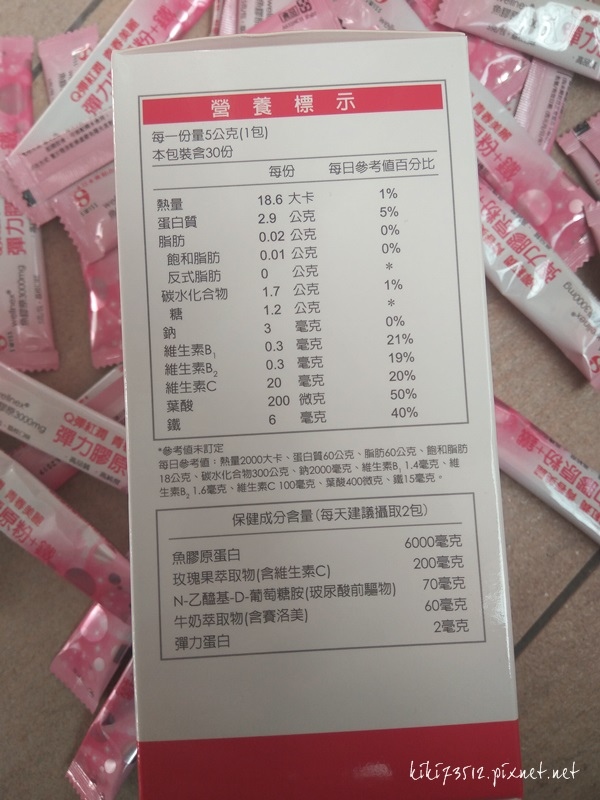 營養標示
每一份量5公克(1包)
本包裝含30份
每份 每日參考值百分比
熱量 18.6 大卡 1%
蛋白質 2.9 公克 5%
脂肪 0.02 公克 0%
飽和脂肪 0.01 公克 0%
反式脂肪 0 公克 *
碳水化合物 1.7 公克 1%
糖 1.2 公克 *
鈉 3 毫克 0%
維生素B1 0.3 毫克 21%
維生素B2 0.3 毫克 19%
維生素C 20 毫克 20%
葉酸 200 微克 50%
鐵 6 毫克 40%
*參考值未訂定
每日參考值：熱量2000大卡、蛋白質60公克、脂肪60公克、飽和脂肪
18公克、碳水化合物300公克、鈉2000毫克、維生素B1 1.4毫克、維
生素B2 1.6毫克、維生素C 100毫克、葉酸400微克、鐵15毫克。
保健成分含量(每天建議攝取2包)
魚膠原蛋白 6000毫克
玫瑰果萃取物(含維生素C) 200毫克
N-乙醯基-D-葡萄糖胺(玻尿酸前驅物) 70毫克
牛奶萃取物(含賽洛美) 60毫克
彈力蛋白 2毫克
Q彈紅潤 青春美麗
彈力膠原粉+鐵
kiki73512.pixnet.net